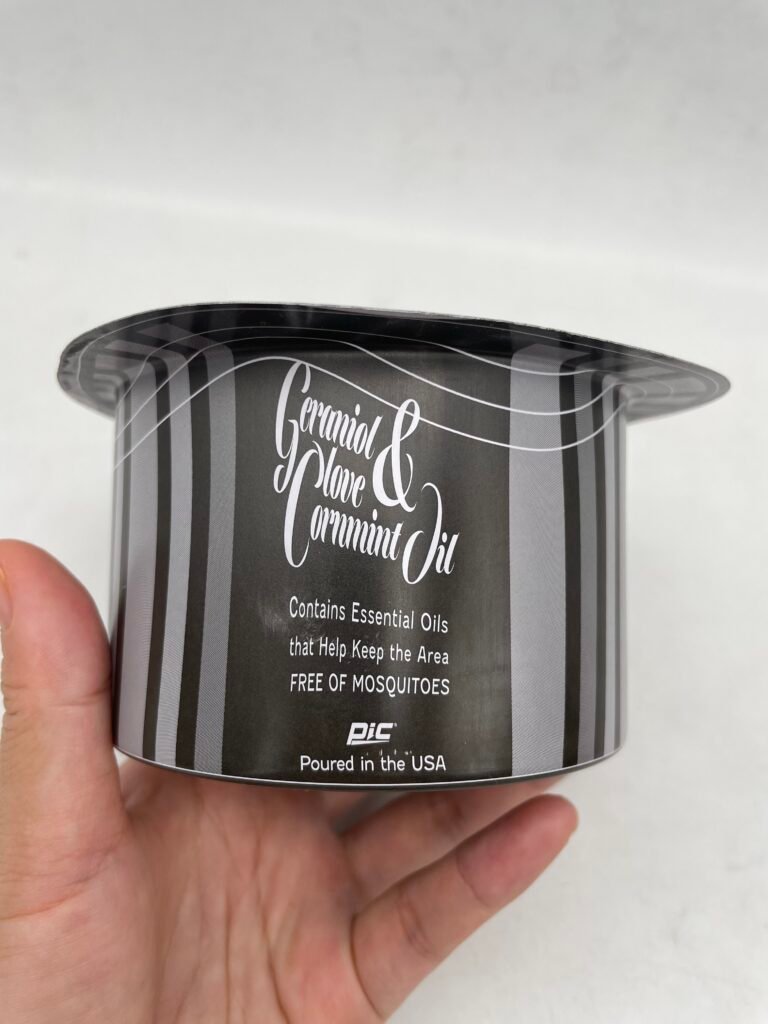 Geraniol
Clove &
Cornmint Oil
Contains Essential Oils
that Help Keep the Area
FREE OF MOSQUITOES
PIC®
Poured in the USA